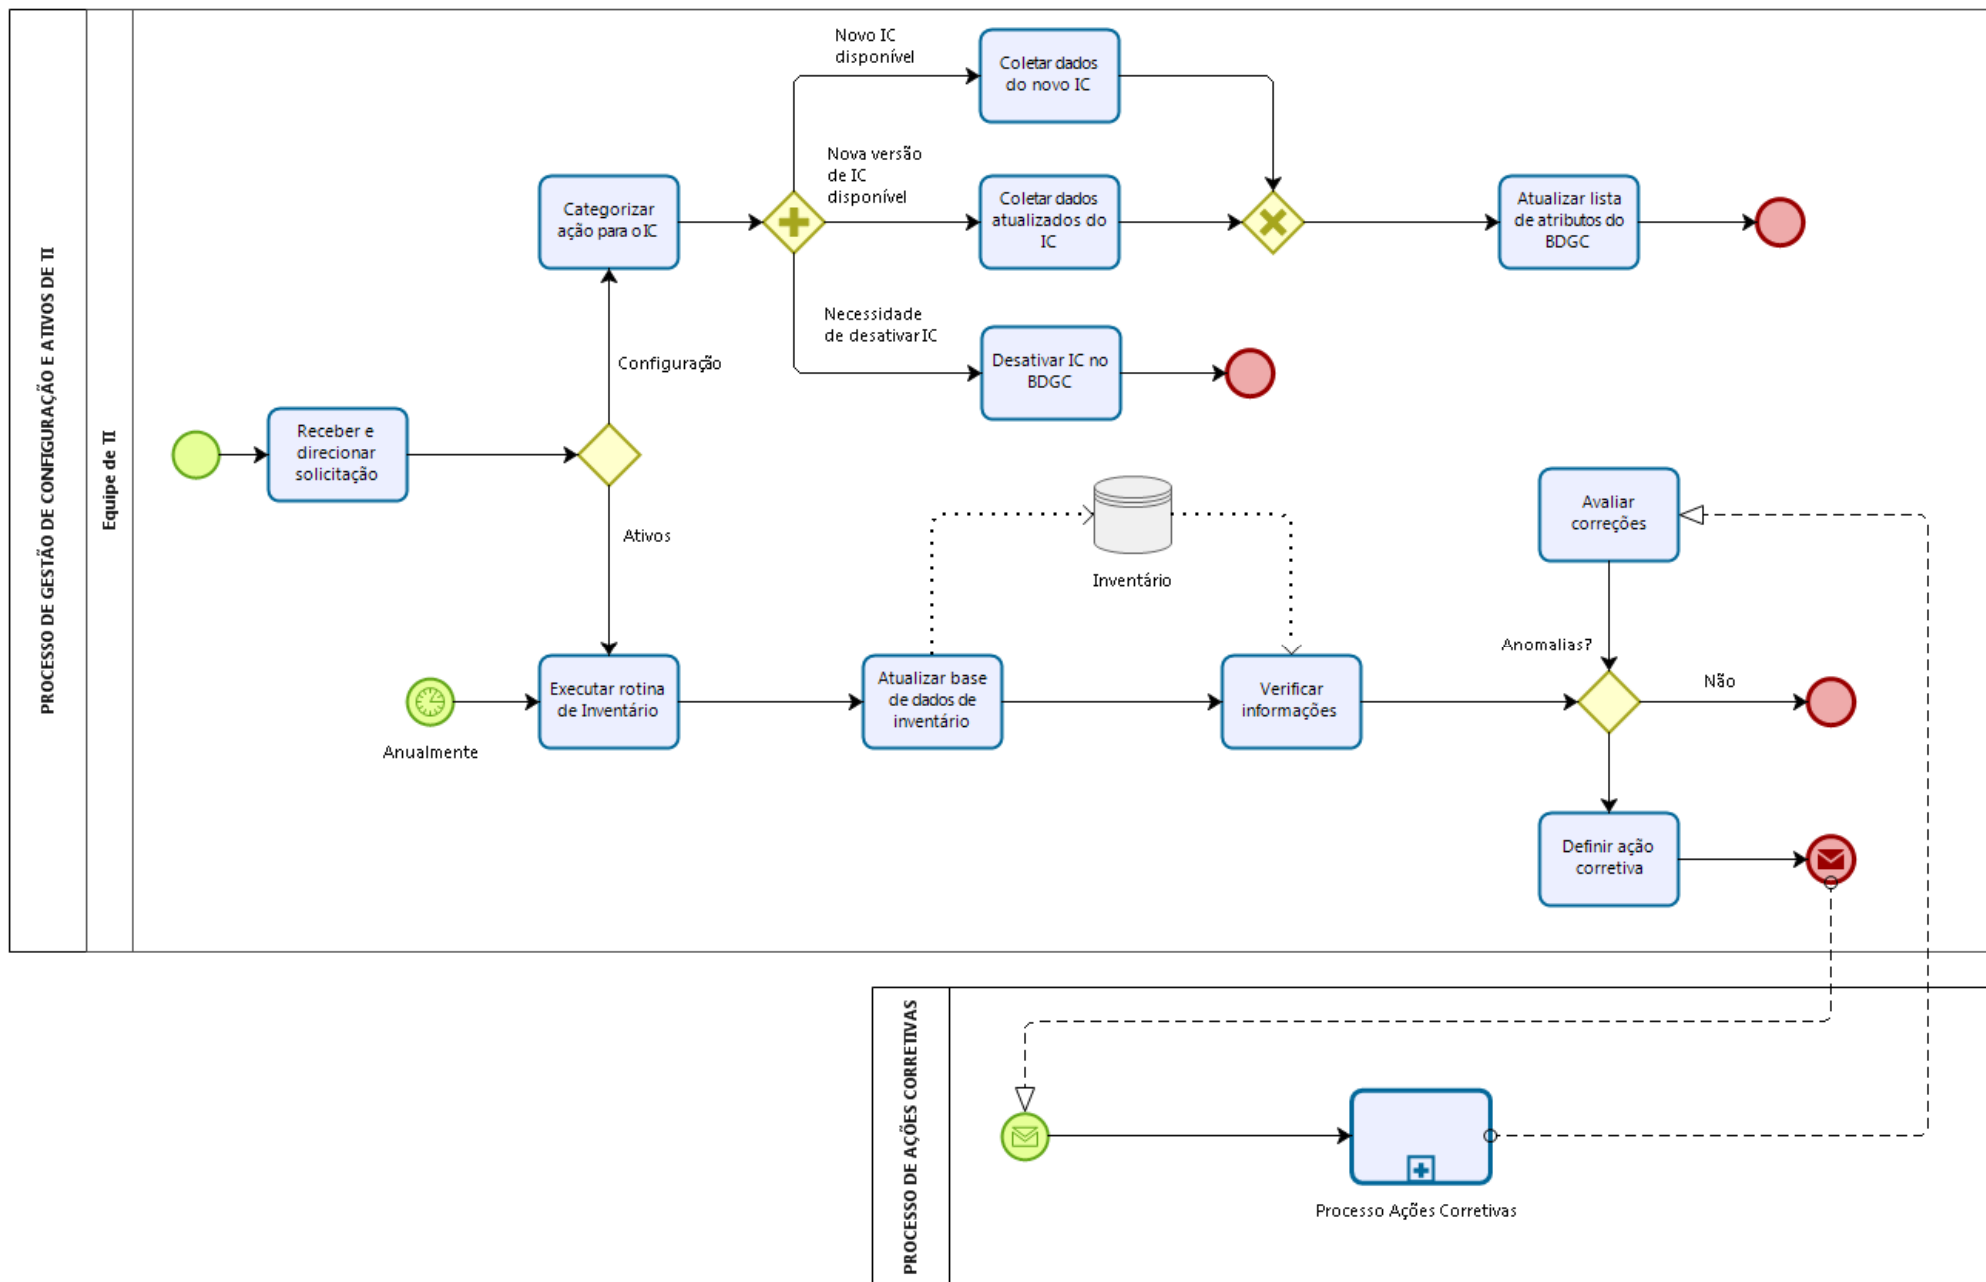 PROCESSO DE GESTÃO DE CONFIGURAÇÃO E ATIVOS DE TI
Equipe de TI
Novo IC
disponível
Coletar dados
do novo IC
Nova versão
de IC
disponível
Categorizar
ação para o IC
Coletar dados
atualizados do
IC
Atualizar lista
de atributos do
BDGC
Necessidade
de desativar IC
Desativar IC no
BDGC
Configuração
Receber e
direcionar
solicitação
Ativos
Inventário
Avaliar
correções
Anomalias?
Não
Anualmente
Executar rotina
de Inventário
Atualizar base
de dados de
inventário
Verificar
informações
Definir ação
corretiva
PROCESSO DE AÇÕES CORRETIVAS
Processo Ações Corretivas